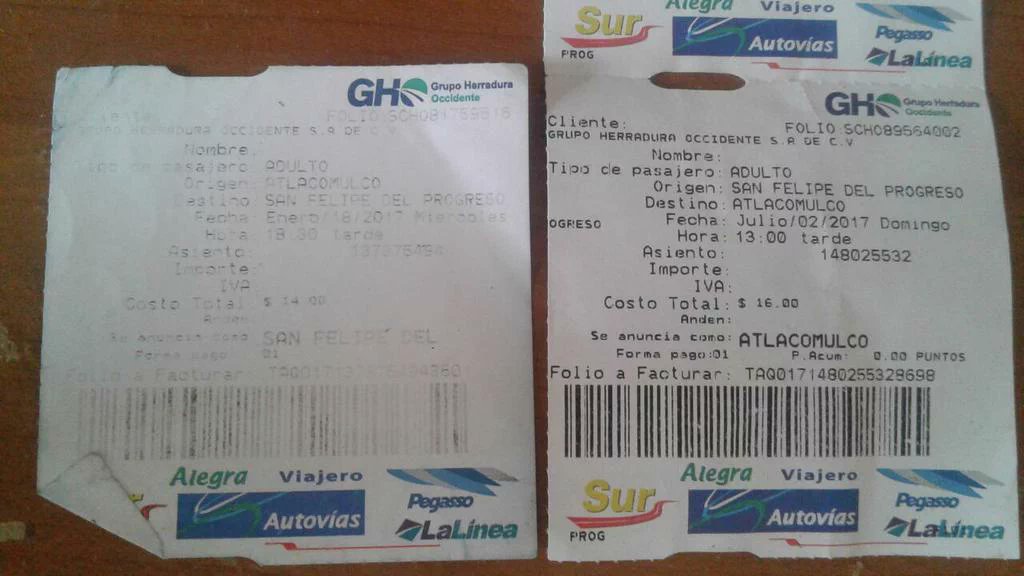 GHO Grupo Herradura
Occidente
Cliente:
FOLIO
GRUPO HERRADURA OCCIDENTE S.A DE C.V
Nombre:
Tipo de pasajero: ADULTO
Origen: ATLACOMULCO
Destino: SAN FELIPE DEL PROGRESO
Fecha: Enero/18/2017 Miercoles
Hora: tarde
Asiento:
Importe:
IVA:
Costo Total: $ 14.00
Anden:
Se anuncia como SAN FELIPE DEL
Forma pago 01
Folio a Facturar:
Alegra Viajero Pegasso
Autovías LaLínea
Sur Alegra Viajero Pegasso
PROG Autovías LaLínea
GHO Grupo Herradura
Occidente
Cliente:
FOLIO SCH089564002
GRUPO HERRADURA OCCIDENTE S.A DE C.V
Nombre:
Tipo de pasajero: ADULTO
Origen: SAN FELIPE DEL PROGRESO
Destino: ATLACOMULCO
OGRESO Fecha: Julio/02/2017 Domingo
Hora: 13:00 tarde
Asiento: 148025532
Importe:
IVA:
Costo Total: $ 16.00
Anden:
Se anuncia como: ATLACOMULCO
Forma pago:01 P.Acum: 0.00 PUNTOS
Folio a Facturar: TAQ0171480255328698
Sur Alegra Viajero Pegasso
PROG Autovías LaLínea